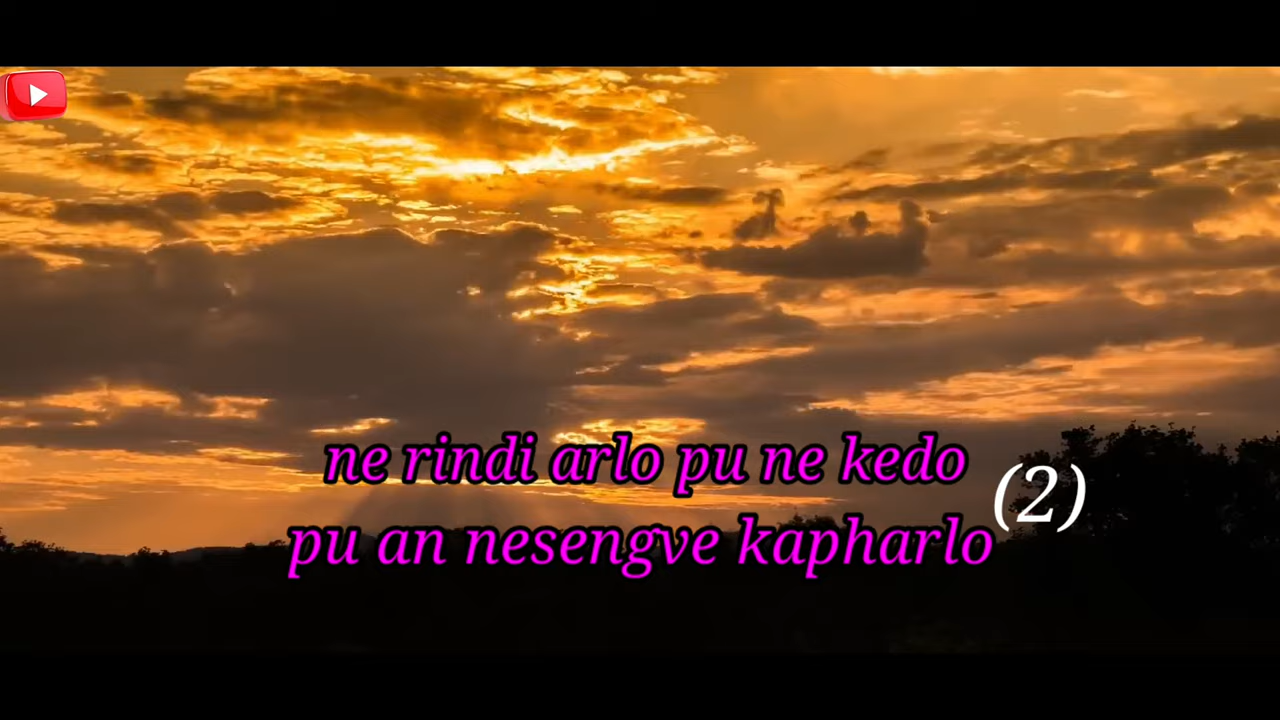 ne rindi arlo pu ne kedo
pu an nesengve kapharlo
(2)